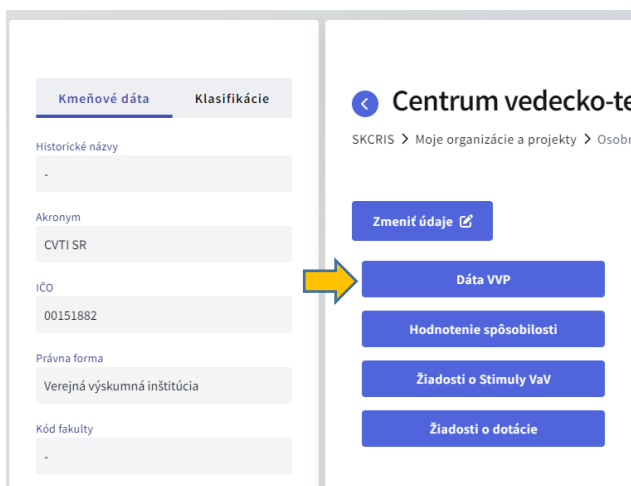 Kmeňové dáta
Klasifikácie
Historické názvy
-
Akronym
CVTI SR
IČO
00151882
Právna forma
Verejná výskumná inštitúcia
Kód fakulty
-
Centrum vedecko-te
SKCRIS > Moje organizácie a projekty > Osobn
Zmeniť údaje
Dáta VVP
Hodnotenie spôsobilosti
Žiadosti o Stimuly VaV
Žiadosti o dotácie